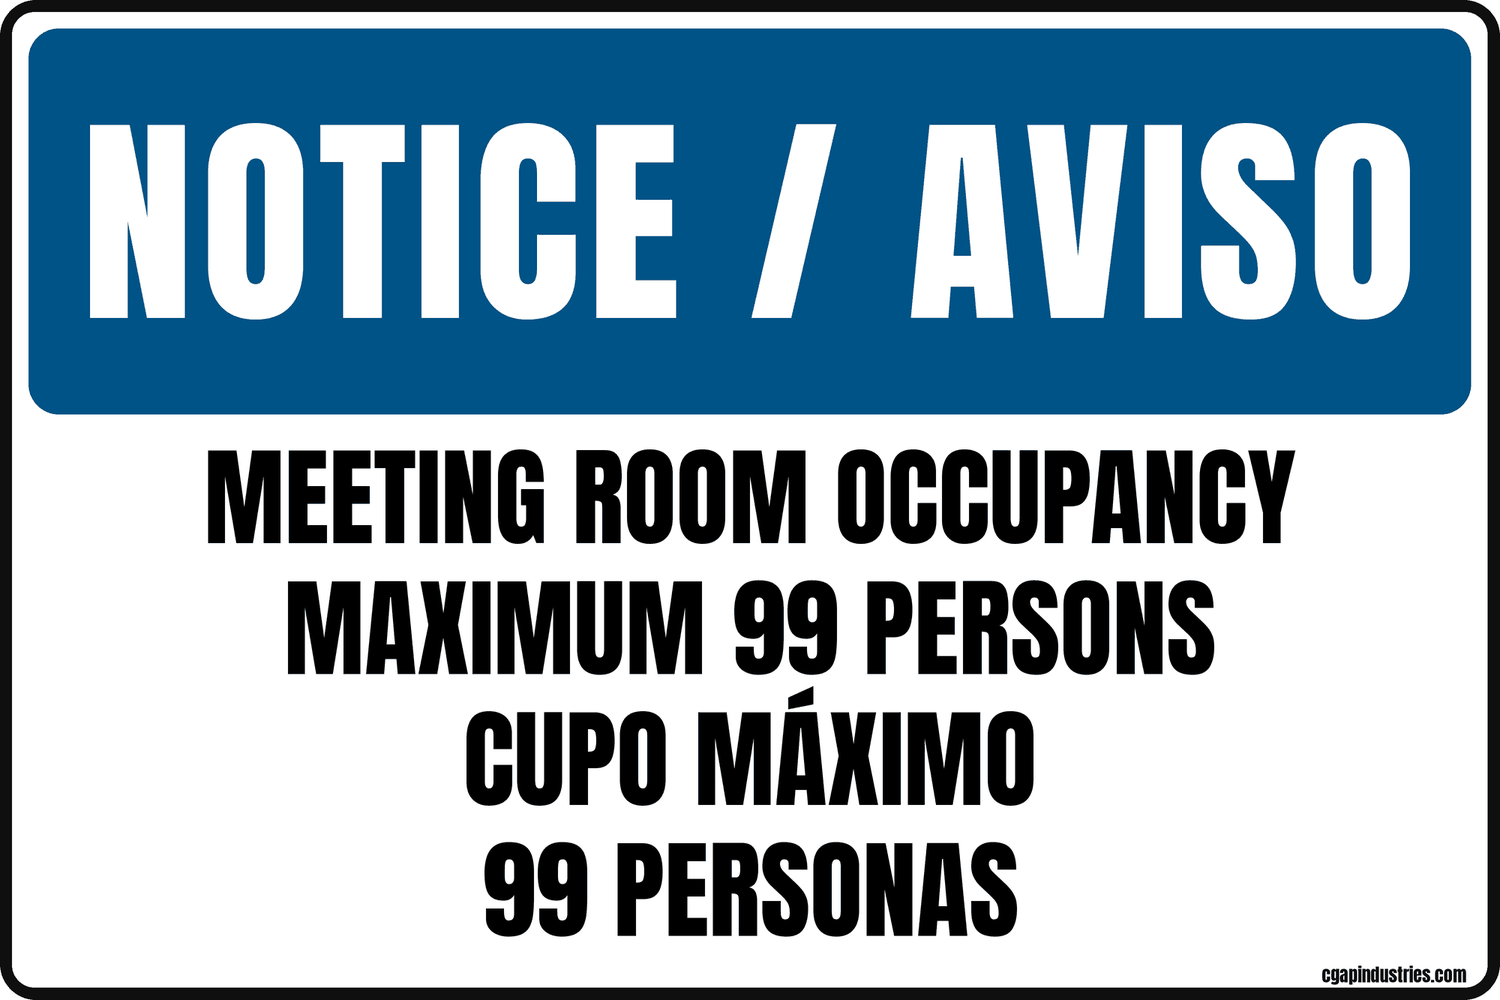 NOTICE / AVISO
MEETING ROOM OCCUPANCY
MAXIMUM 99 PERSONS
CUPO MÁXIMO
99 PERSONAS
cgapindustries.com